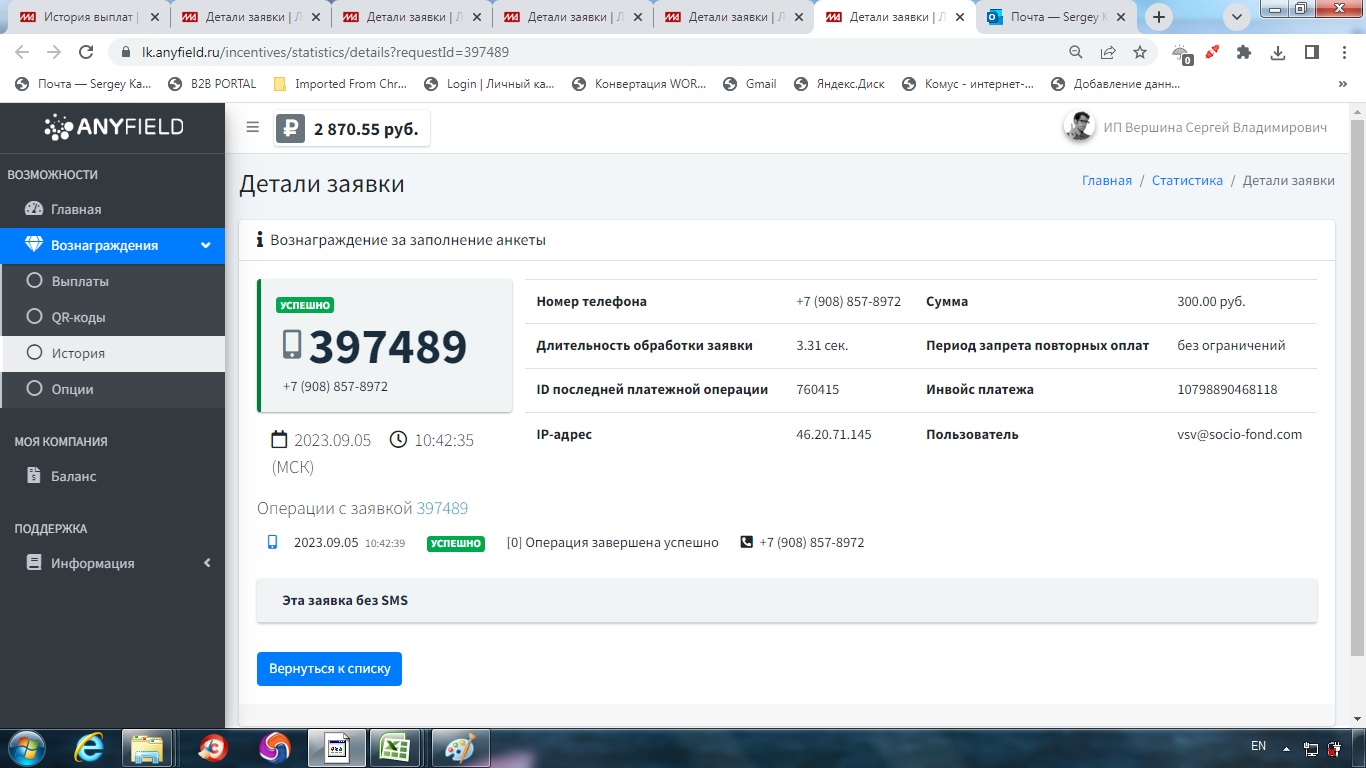 История выплат |
Детали заявки | Л
Детали заявки | Л
Детали заявки | Л
Детали заявки | Л
Детали заявки | Л
Почта — Sergey K
lk.anyfield.ru/incentives/statistics/details?requestId=397489
0
Почта — Sergey Ka...
B2B PORTAL
Imported From Chr...
Login | Личный ка...
Конвертация WOR...
Gmail
Яндекс.Диск
Комус - интернет-...
Добавление данн...
»
ANYFIELD
₽ 2 870.55 руб.
ИП Вершина Сергей Владимирович
ВОЗМОЖНОСТИ
Главная
Вознаграждения
Выплаты
QR-коды
История
Опции
МОЯ КОМПАНИЯ
Баланс
ПОДДЕРЖКА
Информация
Детали заявки
Главная / Статистика / Детали заявки
Вознаграждение за заполнение анкеты
УСПЕШНО
397489
+7 (908) 857-8972
2023.09.05 10:42:35
(МСК)
Номер телефона +7 (908) 857-8972 Сумма 300.00 руб.
Длительность обработки заявки 3.31 сек. Период запрета повторных оплат без ограничений
ID последней платежной операции 760415 Инвойс платежа 10798890468118
IP-адрес 46.20.71.145 Пользователь vsv@socio-fond.com
Операции с заявкой 397489
2023.09.05 10:42:39 УСПЕШНО [0] Операция завершена успешно +7 (908) 857-8972
Эта заявка без SMS
Вернуться к списку
EN